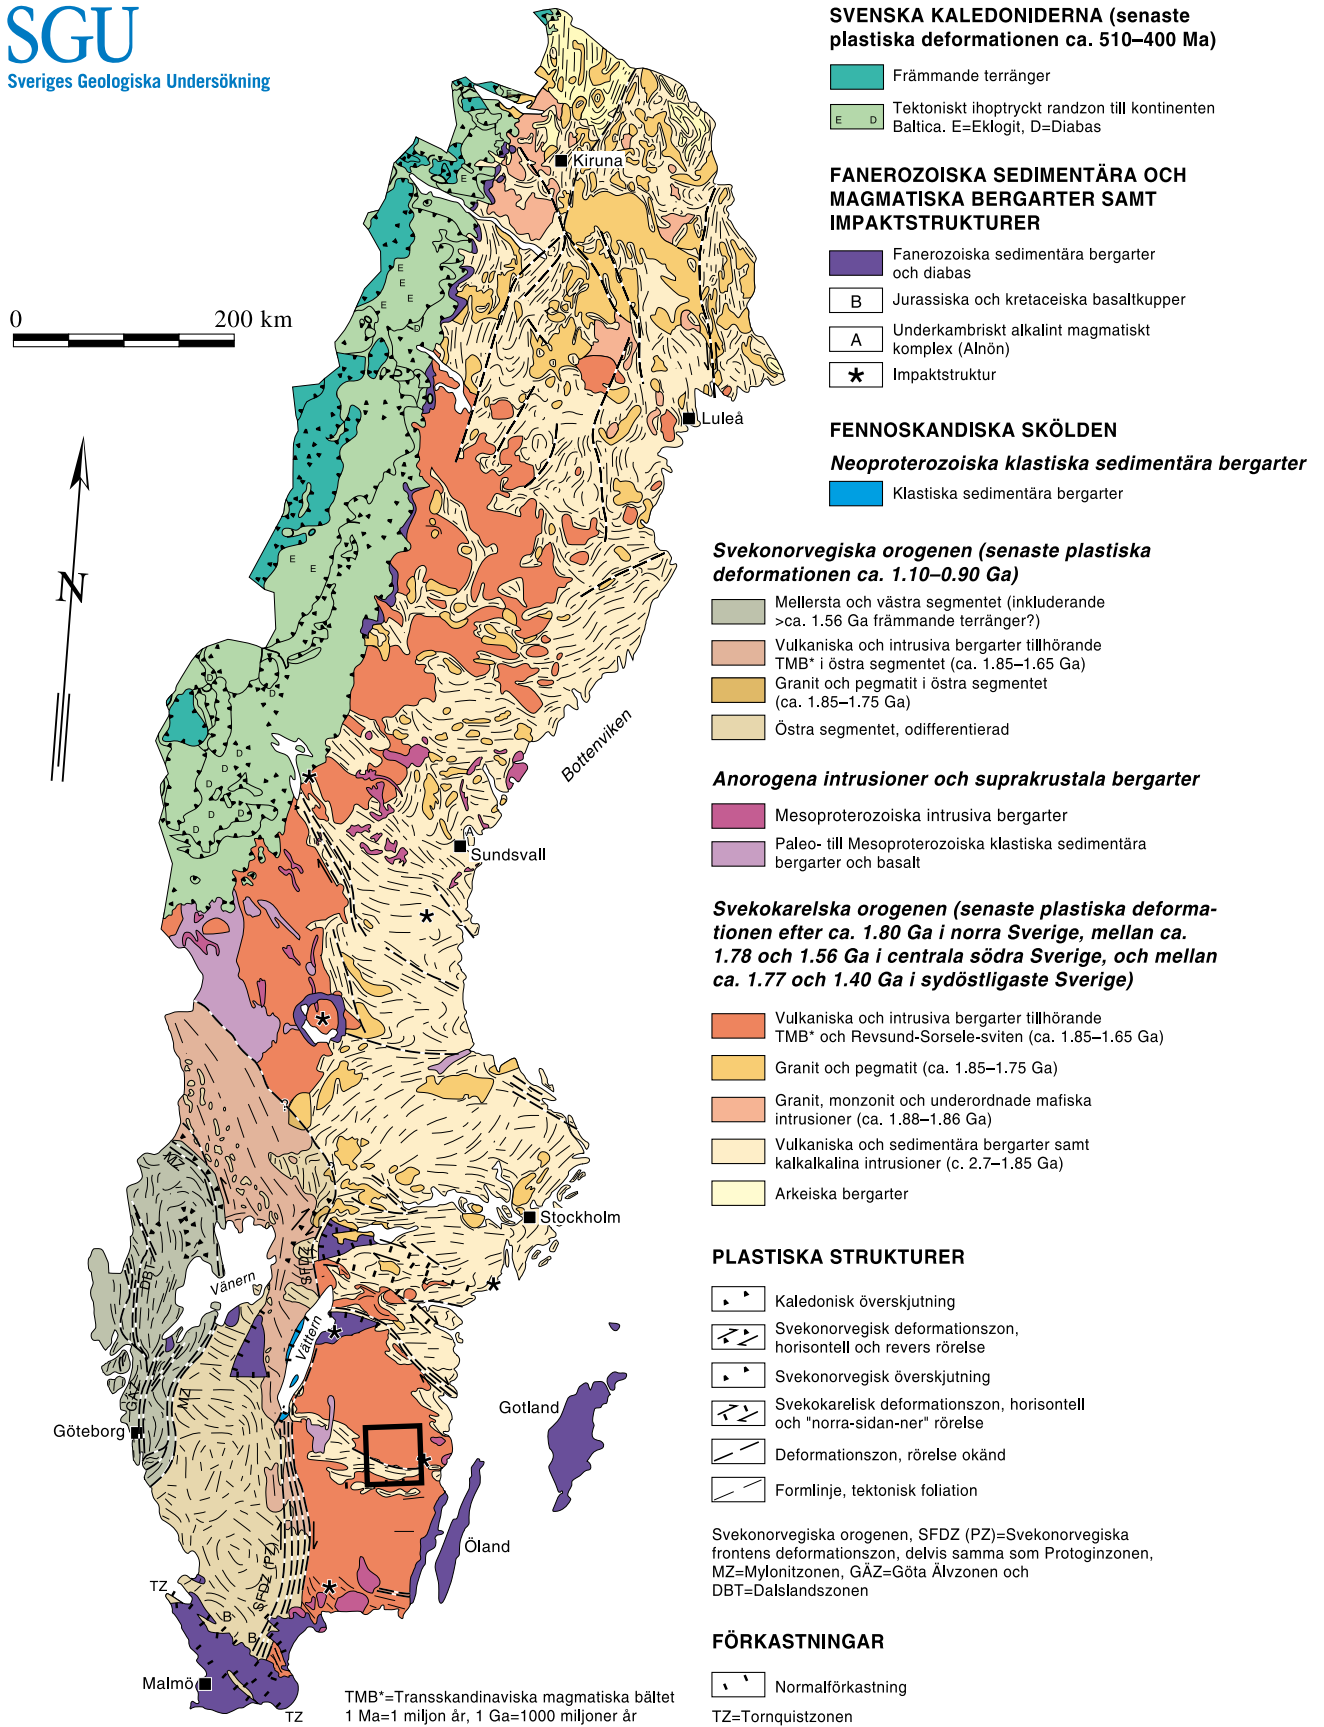 SGU
Sveriges Geologiska Undersökning
0 200 km
N
Kiruna
Luleå
Bottenviken
Sundsvall
Stockholm
Vänern
Vättern
Göteborg
Gotland
Öland
Malmö
MZ
DBT
GÄZ
MZ
SFDZ
SFDZ (PZ)
TZ
TZ
B
B
A
?
E
E
E
E
E
E
E
E
D
D
D
D
D
D
D
D
D
TMB*=Transskandinaviska magmatiska bältet
1 Ma=1 miljon år, 1 Ga=1000 miljoner år
SVENSKA KALEDONIDERNA (senaste
plastiska deformationen ca. 510–400 Ma)
Främmande terränger
E D
Tektoniskt ihoptryckt randzon till kontinenten
Baltica. E=Eklogit, D=Diabas
FANEROZOISKA SEDIMENTÄRA OCH
MAGMATISKA BERGARTER SAMT
IMPAKTSTRUKTURER
Fanerozoiska sedimentära bergarter
och diabas
B Jurassiska och kretaceiska basaltkupper
A Underkambriskt alkalint magmatiskt
komplex (Alnön)
* Impaktstruktur
FENNOSKANDISKA SKÖLDEN
Neoproterozoiska klastiska sedimentära bergarter
Klastiska sedimentära bergarter
Svekonorvegiska orogenen (senaste plastiska
deformationen ca. 1.10–0.90 Ga)
Mellersta och västra segmentet (inkluderande
>ca. 1.56 Ga främmande terränger?)
Vulkaniska och intrusiva bergarter tillhörande
TMB* i östra segmentet (ca. 1.85–1.65 Ga)
Granit och pegmatit i östra segmentet
(ca. 1.85–1.75 Ga)
Östra segmentet, odifferentierad
Anorogena intrusioner och suprakrustala bergarter
Mesoproterozoiska intrusiva bergarter
Paleo- till Mesoproterozoiska klastiska sedimentära
bergarter och basalt
Svekokarelska orogenen (senaste plastiska deforma-
tionen efter ca. 1.80 Ga i norra Sverige, mellan ca.
1.78 och 1.56 Ga i centrala södra Sverige, och mellan
ca. 1.77 och 1.40 Ga i sydöstligaste Sverige)
Vulkaniska och intrusiva bergarter tillhörande
TMB* och Revsund-Sorsele-sviten (ca. 1.85–1.65 Ga)
Granit och pegmatit (ca. 1.85–1.75 Ga)
Granit, monzonit och underordnade mafiska
intrusioner (ca. 1.88–1.86 Ga)
Vulkaniska och sedimentära bergarter samt
kalkalkalina intrusioner (c. 2.7–1.85 Ga)
Arkeiska bergarter
PLASTISKA STRUKTURER
Kaledonisk överskjutning
Svekonorvegisk deformationszon,
horisontell och revers rörelse
Svekonorvegisk överskjutning
Svekokarelisk deformationszon, horisontell
och "norra-sidan-ner" rörelse
Deformationszon, rörelse okänd
Formlinje, tektonisk foliation
Svekonorvegiska orogenen, SFDZ (PZ)=Svekonorvegiska
frontens deformationszon, delvis samma som Protoginzonen,
MZ=Mylonitzonen, GÄZ=Göta Älvzonen och
DBT=Dalslandszonen
FÖRKASTNINGAR
Normalförkastning
TZ=Tornquistzonen